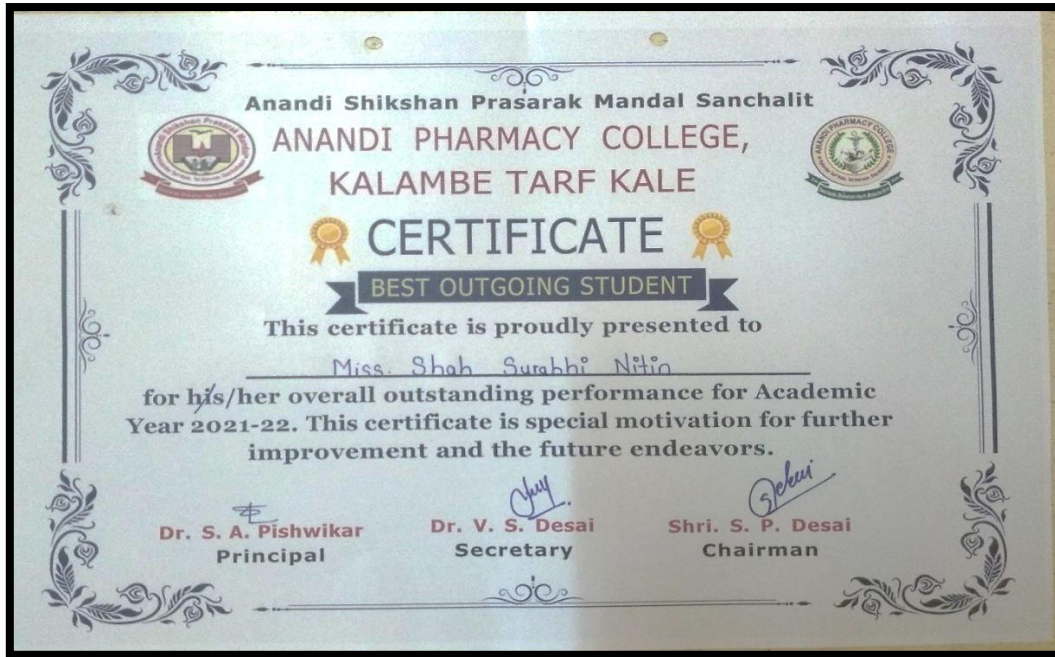 Anandi Shikshan Prasarak Mandal Sanchalit
ANANDI PHARMACY COLLEGE,
KALAMBE TARF KALE
CERTIFICATE
BEST OUTGOING STUDENT
This certificate is proudly presented to
Miss. Shah Surabhi Nitin
for his/her overall outstanding performance for Academic
Year 2021-22. This certificate is special motivation for further
improvement and the future endeavors.
Dr. S. A. Pishwikar
Principal
Dr. V. S. Desai
Secretary
Shri. S. P. Desai
Chairman
ANANDI PHARMACY COLLEGE